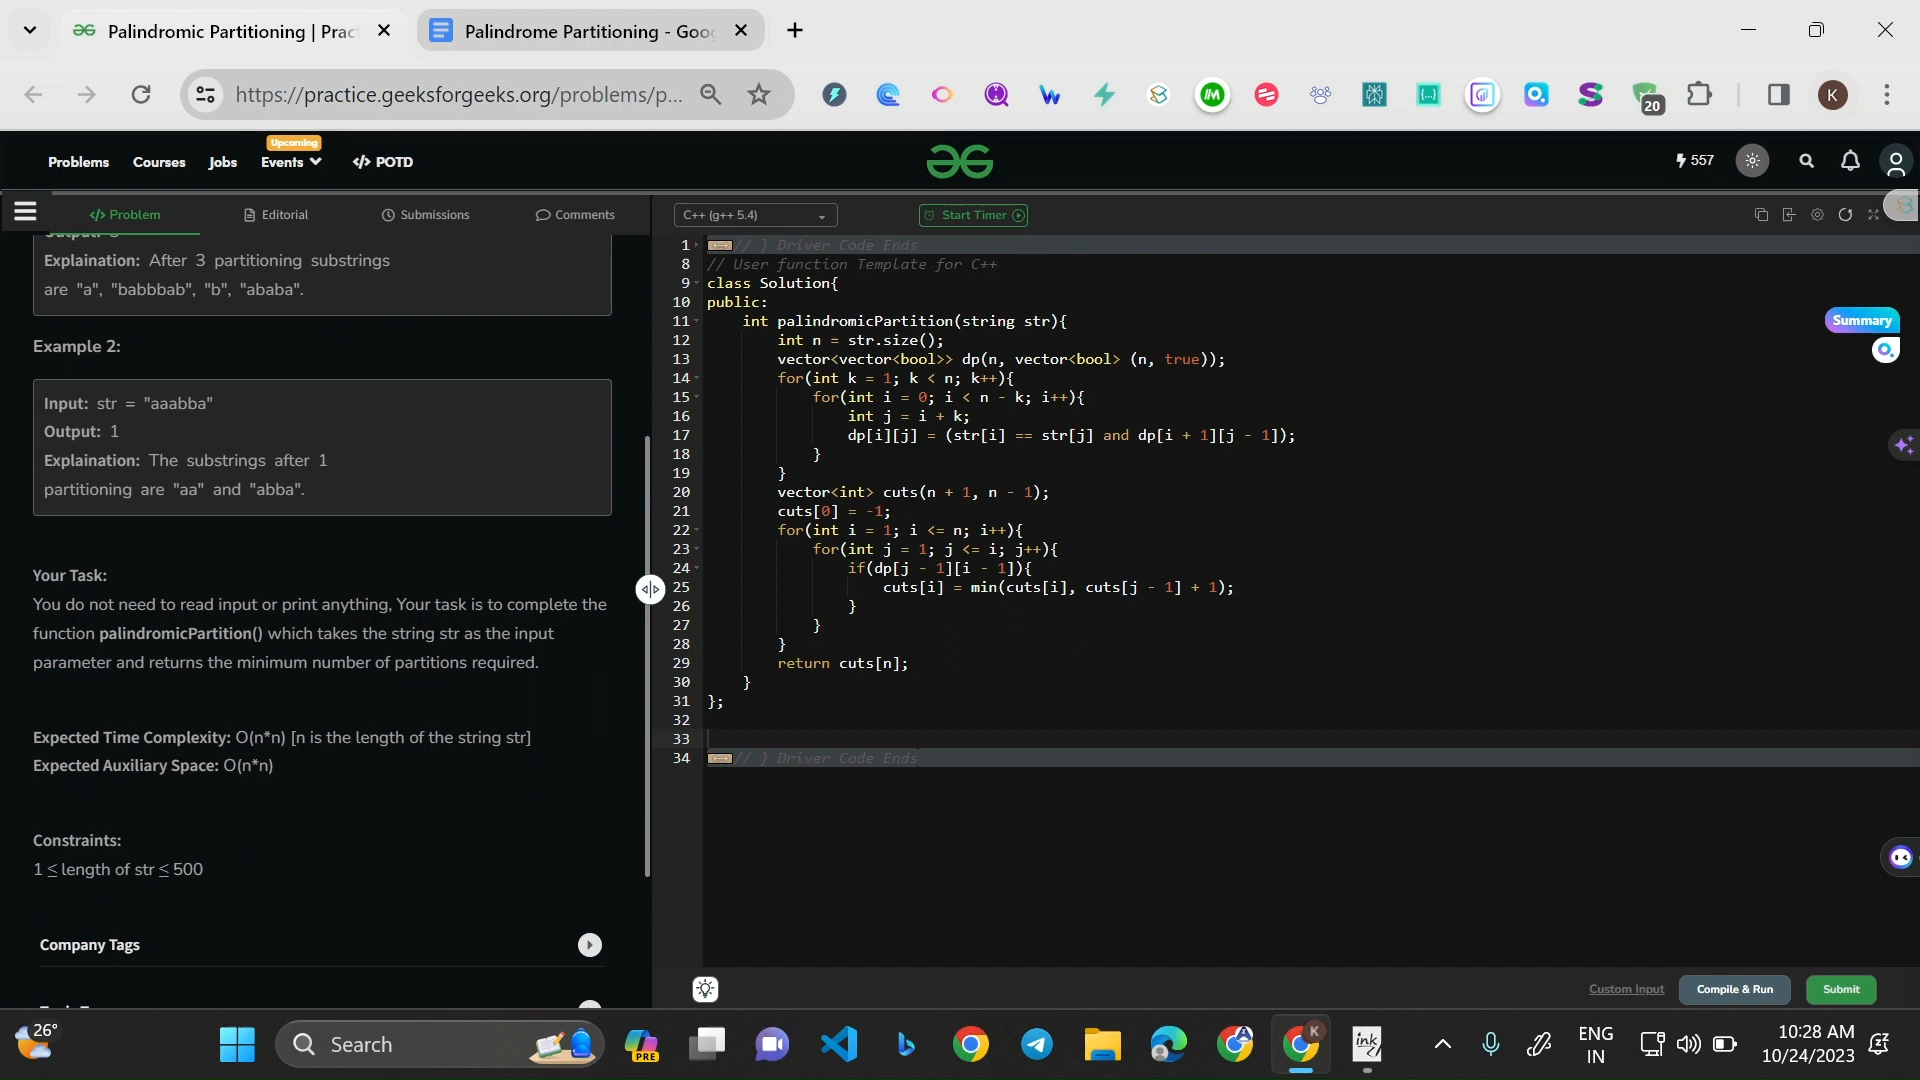 Palindromic Partitioning | Prac
Palindrome Partitioning - Goo
https://practice.geeksforgeeks.org/problems/p...
20
K
Problems
Courses
Jobs
Upcoming
Events
</> POTD
557
</> Problem
Editorial
Submissions
Comments
C++ (g++ 5.4)
Start Timer
Explaination: After 3 partitioning substrings
are "a", "babbbab", "b", "ababa".
Example 2:
Input: str = "aaabba"
Output: 1
Explaination: The substrings after 1
partitioning are "aa" and "abba".
Your Task:
You do not need to read input or print anything, Your task is to complete the
function palindromicPartition() which takes the string str as the input
parameter and returns the minimum number of partitions required.
Expected Time Complexity: O(n*n) [n is the length of the string str]
Expected Auxiliary Space: O(n*n)
Constraints:
1 ≤ length of str ≤ 500
Company Tags
1 // } Driver Code Ends
8 // User function Template for C++
9 class Solution{
10 public:
11 int palindromicPartition(string str){
12 int n = str.size();
13 vector<vector<bool>> dp(n, vector<bool> (n, true));
14 for(int k = 1; k < n; k++){
15 for(int i = 0; i < n - k; i++){
16 int j = i + k;
17 dp[i][j] = (str[i] == str[j] and dp[i + 1][j - 1]);
18 }
19 }
20 vector<int> cuts(n + 1, n - 1);
21 cuts[0] = -1;
22 for(int i = 1; i <= n; i++){
23 for(int j = 1; j <= i; j++){
24 if(dp[j - 1][i - 1]){
25 cuts[i] = min(cuts[i], cuts[j - 1] + 1);
26 }
27 }
28 }
29 return cuts[n];
30 }
31 };
32
33
34 // } Driver Code Ends
Summary
Custom Input
Compile & Run
Submit
26°
Search
PRE
K
ink
ENG
IN
10:28 AM
10/24/2023